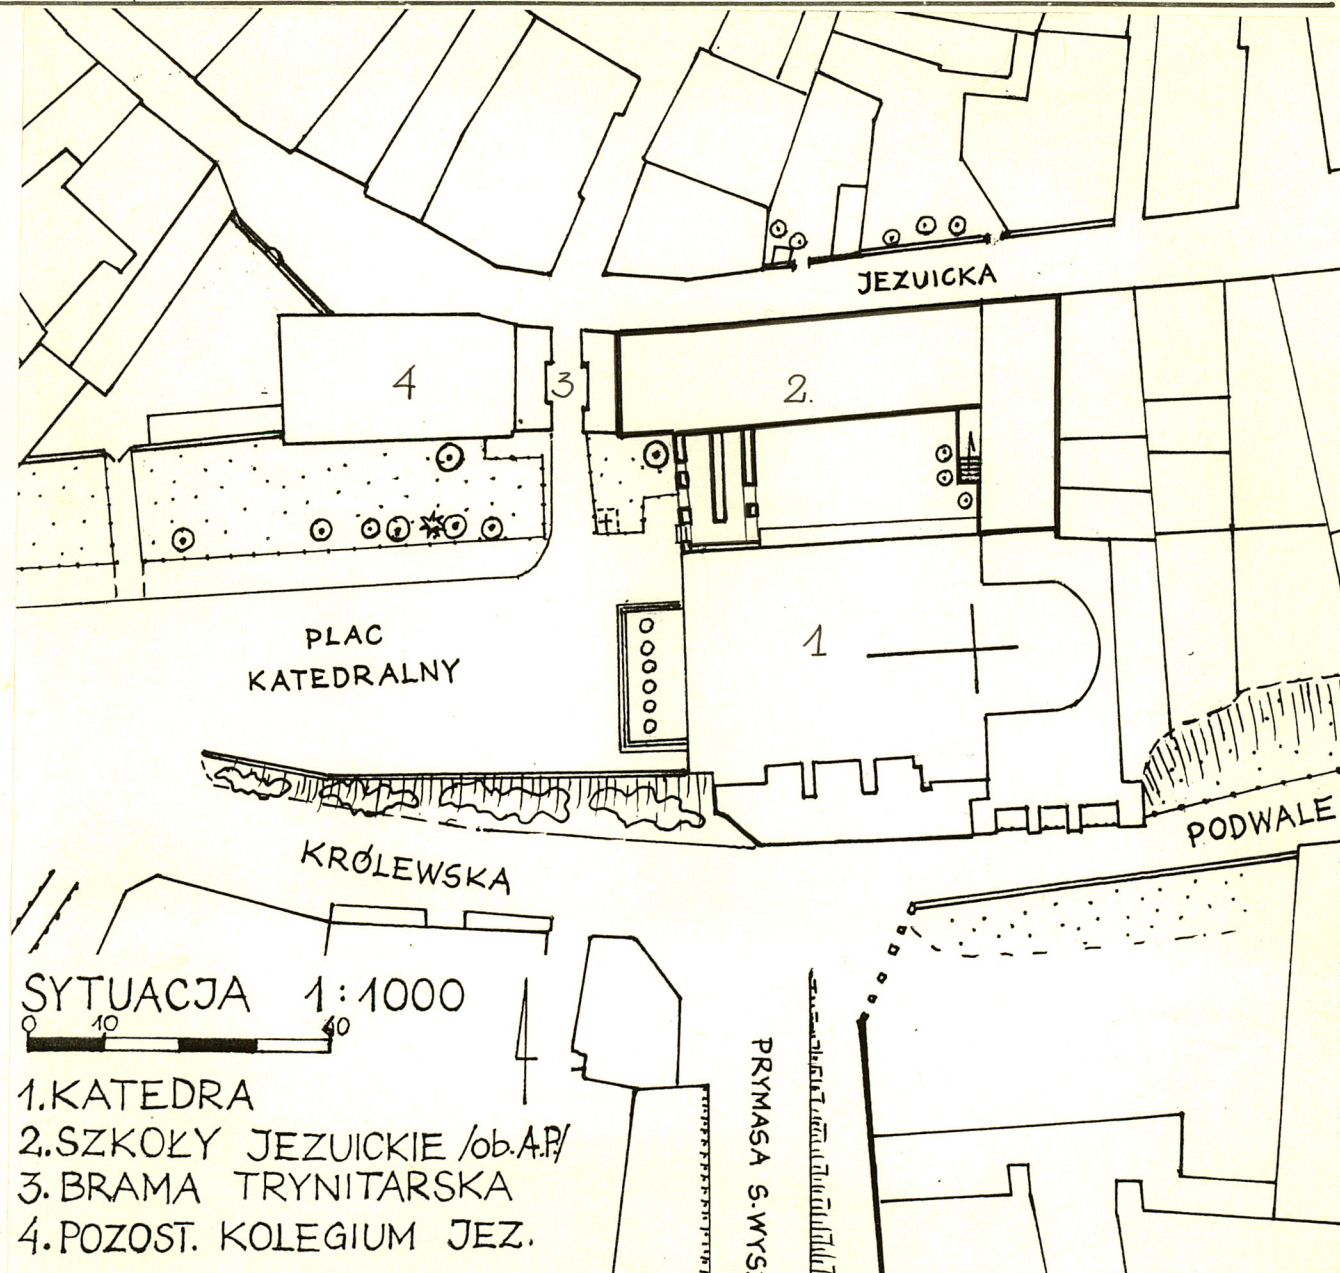 JEZUICKA
4
3
2.
PLAC
KATEDRALNY
1
PODWALE
KRÓLEWSKA
SYTUACJA 1:1000
0 10 40
PRYMASA S.WYS
1.KATEDRA
2.SZKOŁY JEZUICKIE /ob.A.P./
3.BRAMA TRYNITARSKA
4.POZOST. KOLEGIUM JEZ.